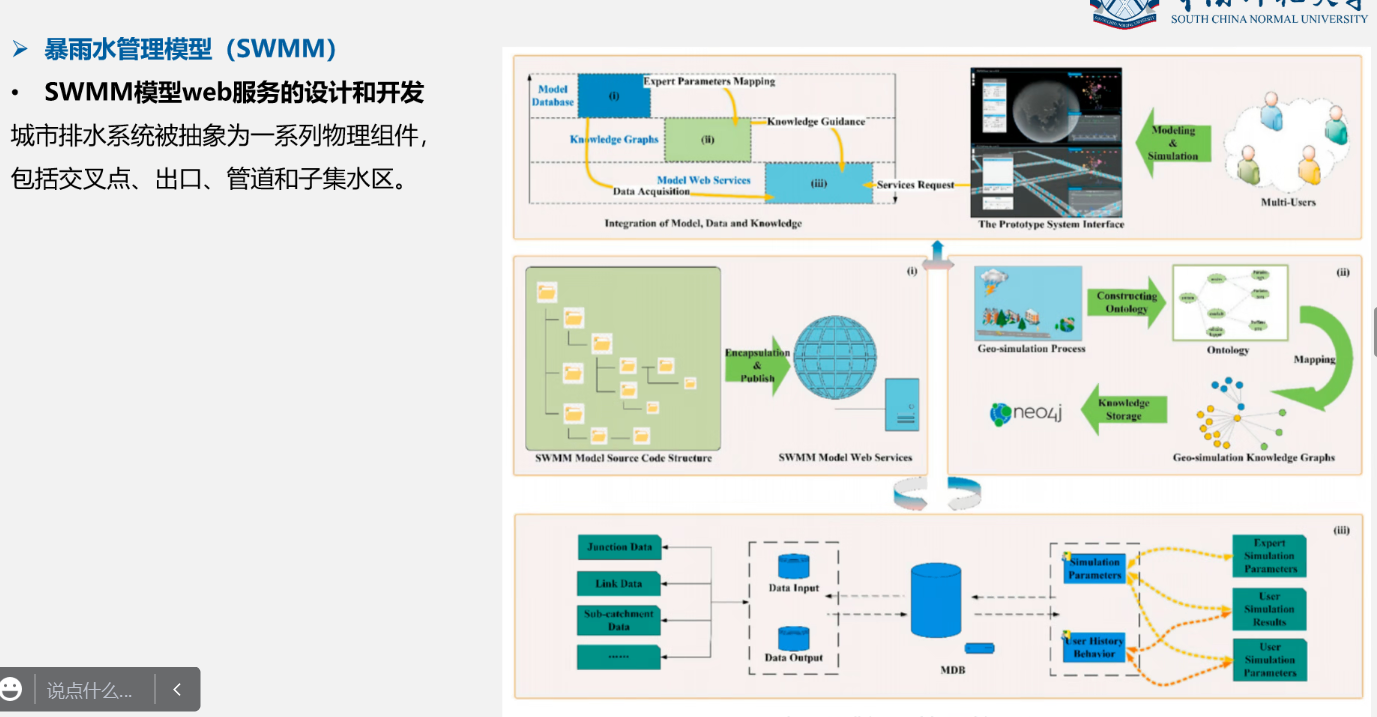 SOUTH CHINA NORMAL UNIVERSITY
➢ 暴雨水管理模型（SWMM）
• SWMM模型web服务的设计和开发
城市排水系统被抽象为一系列物理组件，
包括交叉点、出口、管道和子集水区。
Model
Database
(i)
Expert Parameters Mapping
Knowledge Graphs
(ii)
Knowledge Guidance
Model Web Services
(iii)
Data Acquisition
Services Request
Integration of Model, Data and Knowledge
The Prototype System Interface
Modeling
&
Simulation
Multi-Users
(i)
Encapsulation
&
Publish
SWMM Model Source Code Structure
SWMM Model Web Services
(ii)
Constructing
Ontology
Geo-simulation Process
Ontology
Mapping
neo4j
Knowledge
Storage
Geo-simulation Knowledge Graphs
(iii)
Junction Data
Link Data
Sub-catchment
Data
......
Data Input
Data Output
MDB
Simulation
Parameters
User History
Behavior
Expert
Simulation
Parameters
User
Simulation
Results
User
Simulation
Parameters
说点什么...